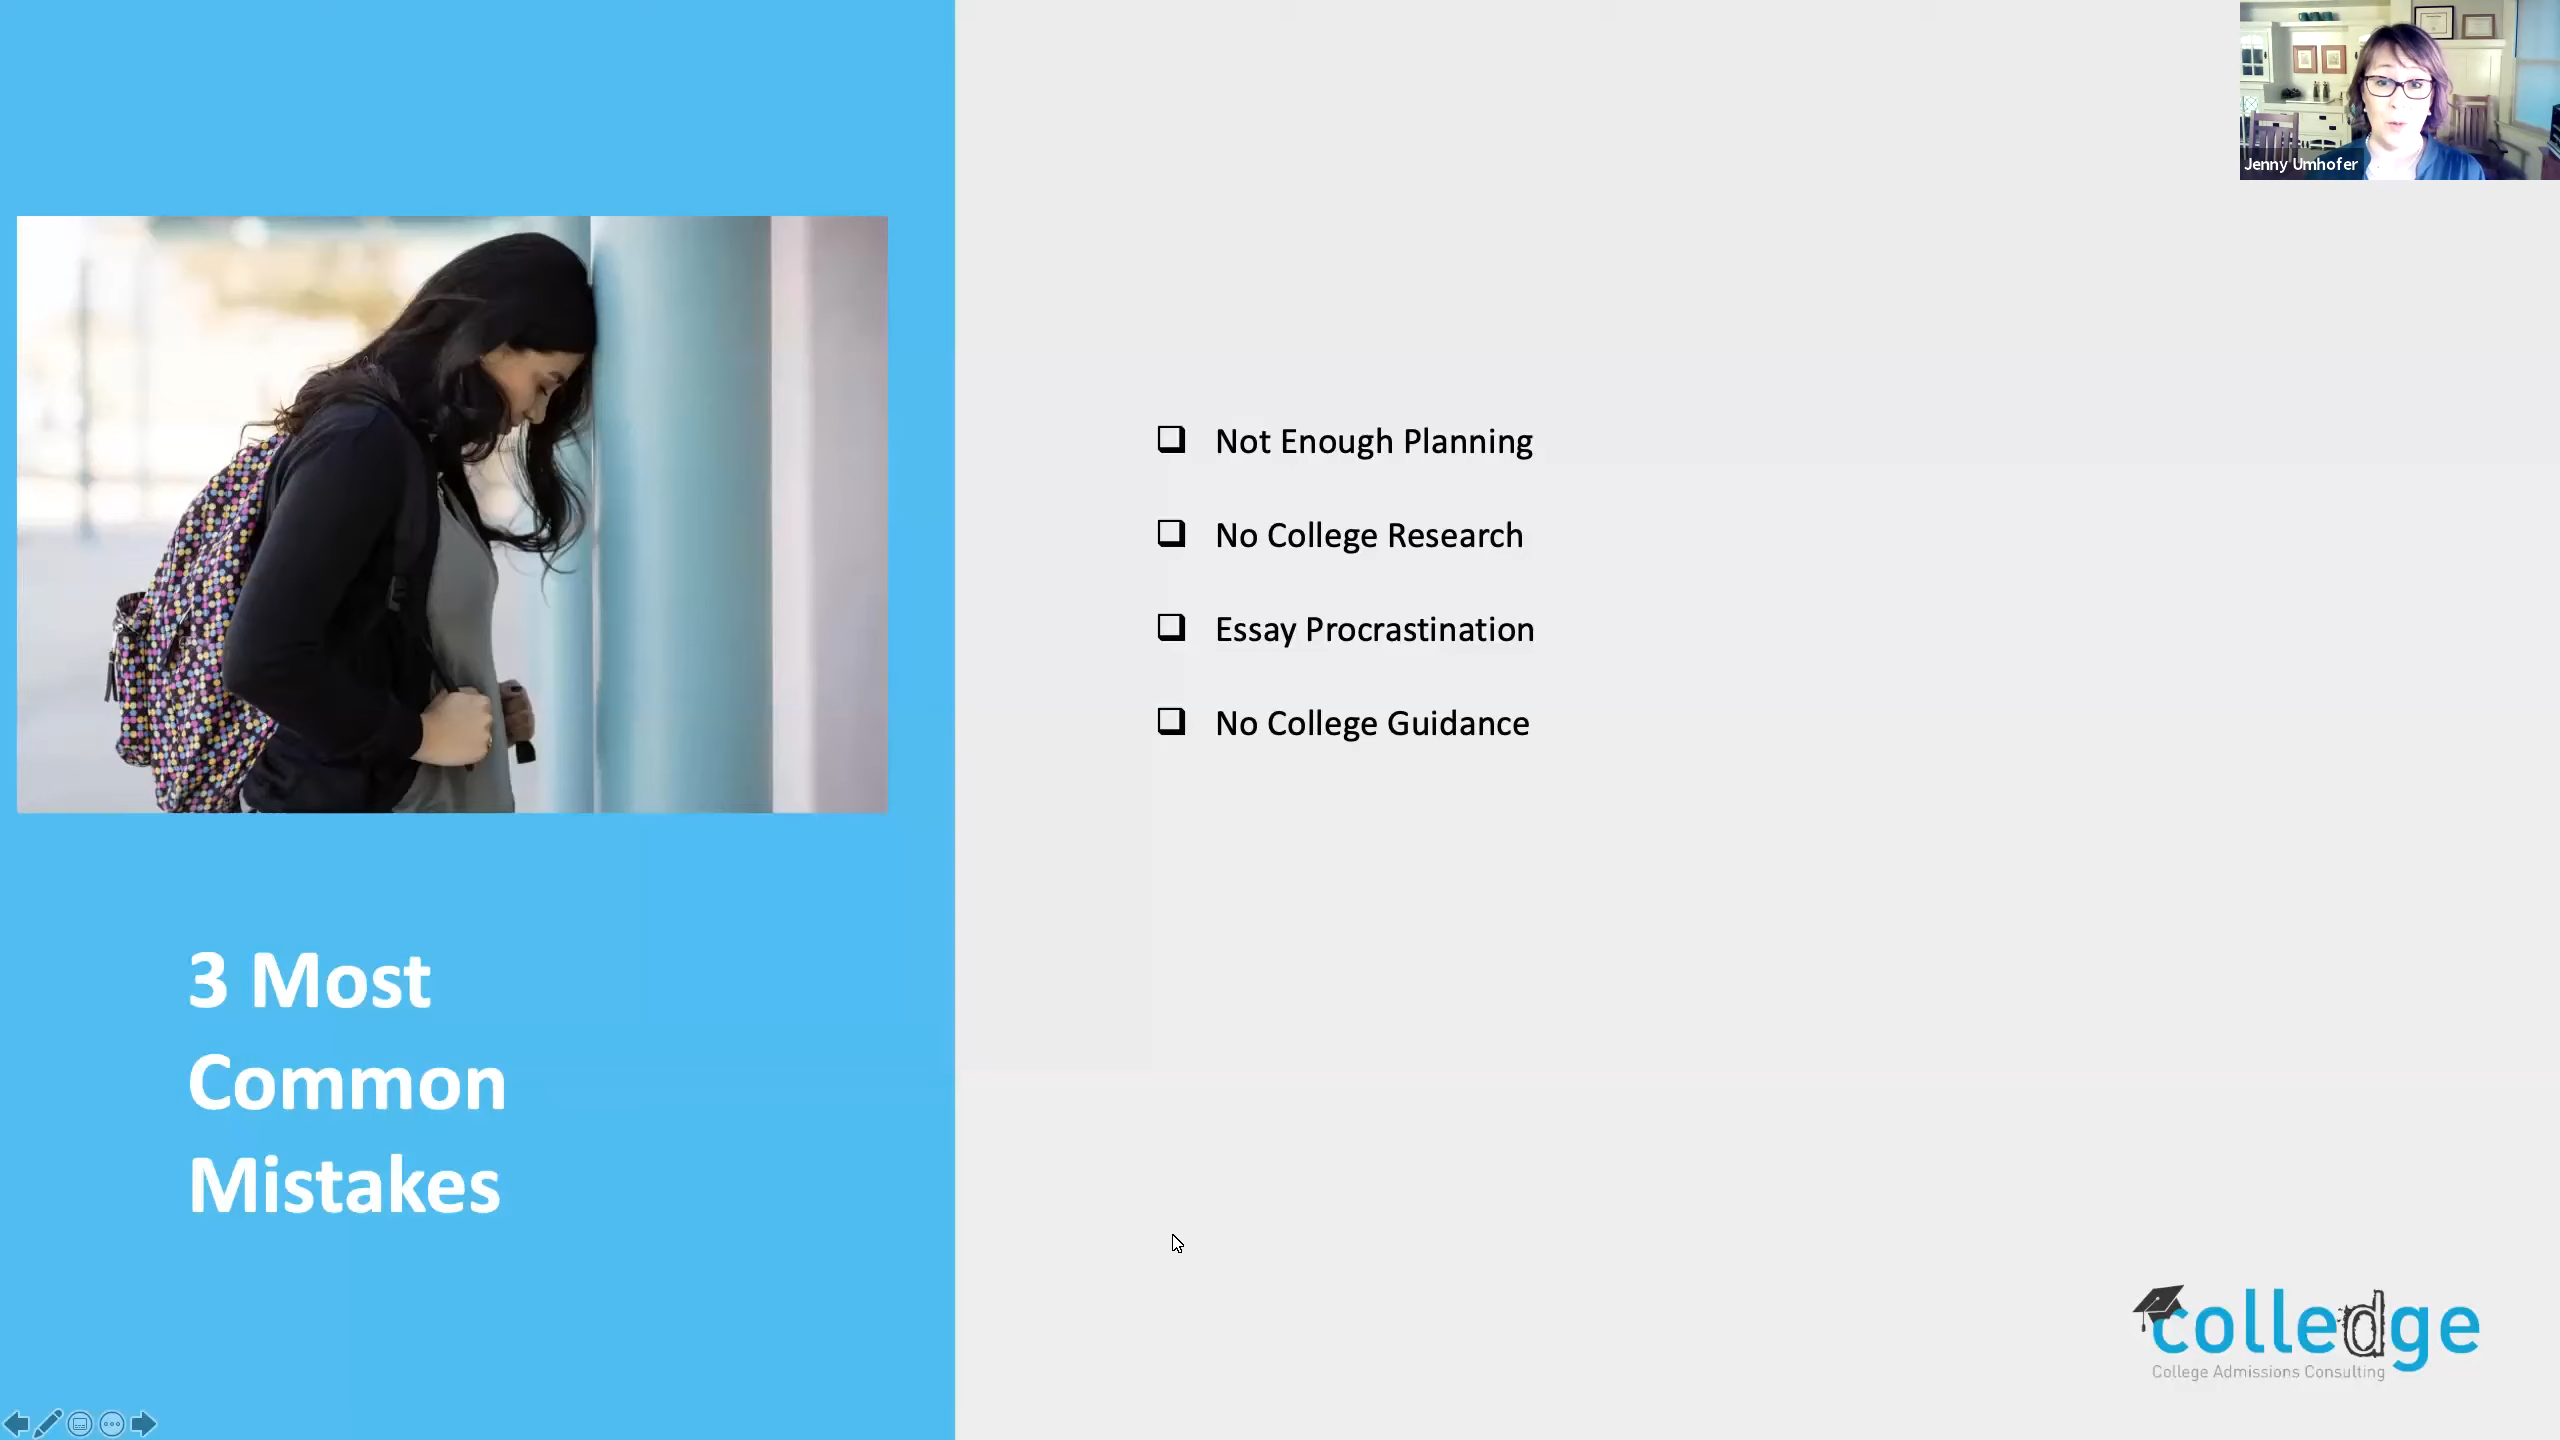 Jenny Umhofer
Not Enough Planning
No College Research
Essay Procrastination
No College Guidance
3 Most
Common
Mistakes
colledge
College Admissions Consulting